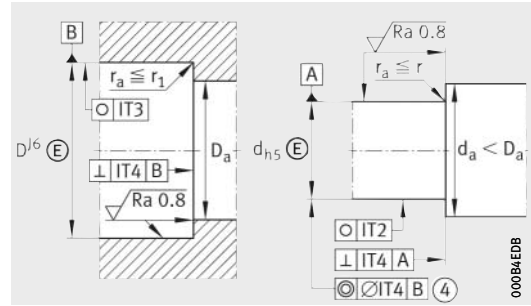 B
r_a ≦ r_1
○ IT3
D^J6 Ⓔ
⊥ IT4 B
D_a
√Ra 0.8
√Ra 0.8
r_a ≦ r
A
d_h5 Ⓔ
d_a < D_a
○ IT2
⊥ IT4 A
◎ ∅IT4 B ④
000B4EDB